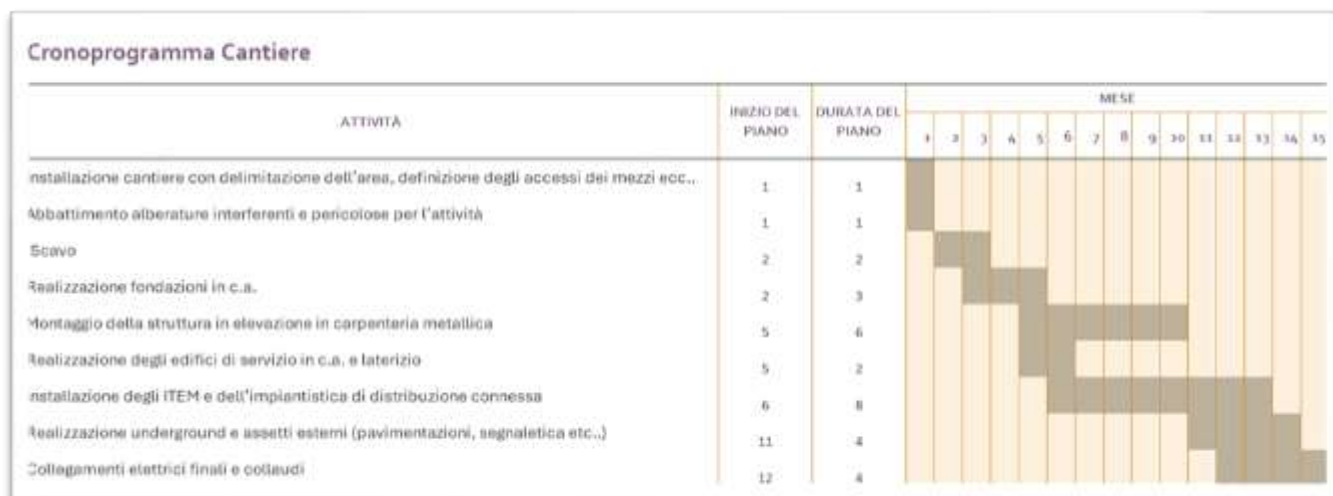 Cronoprogramma Cantiere
ATTIVITÀ
INIZIO DEL PIANO
DURATA DEL PIANO
MESE
1 2 3 4 5 6 7 8 9 10 11 12 13 14 15
nstallazione cantiere con delimitazione dell'area, definizione degli accessi dei mezzi ecc.. 1 1
Abbattimento alberature interferenti e pericolose per l'attività 1 1
Scavo 2 2
Realizzazione fondazioni in c.a. 2 3
Montaggio della struttura in elevazione in carpenteria metallica 5 6
Realizzazione degli edifici di servizio in c.a. e laterizio 5 2
nstallazione degli ITEM e dell'impiantistica di distribuzione connessa 6 8
Realizzazione underground e assetti esterni (pavimentazioni, segnaletica etc..) 11 4
Collegamenti elettrici finali e collaudi 12 4